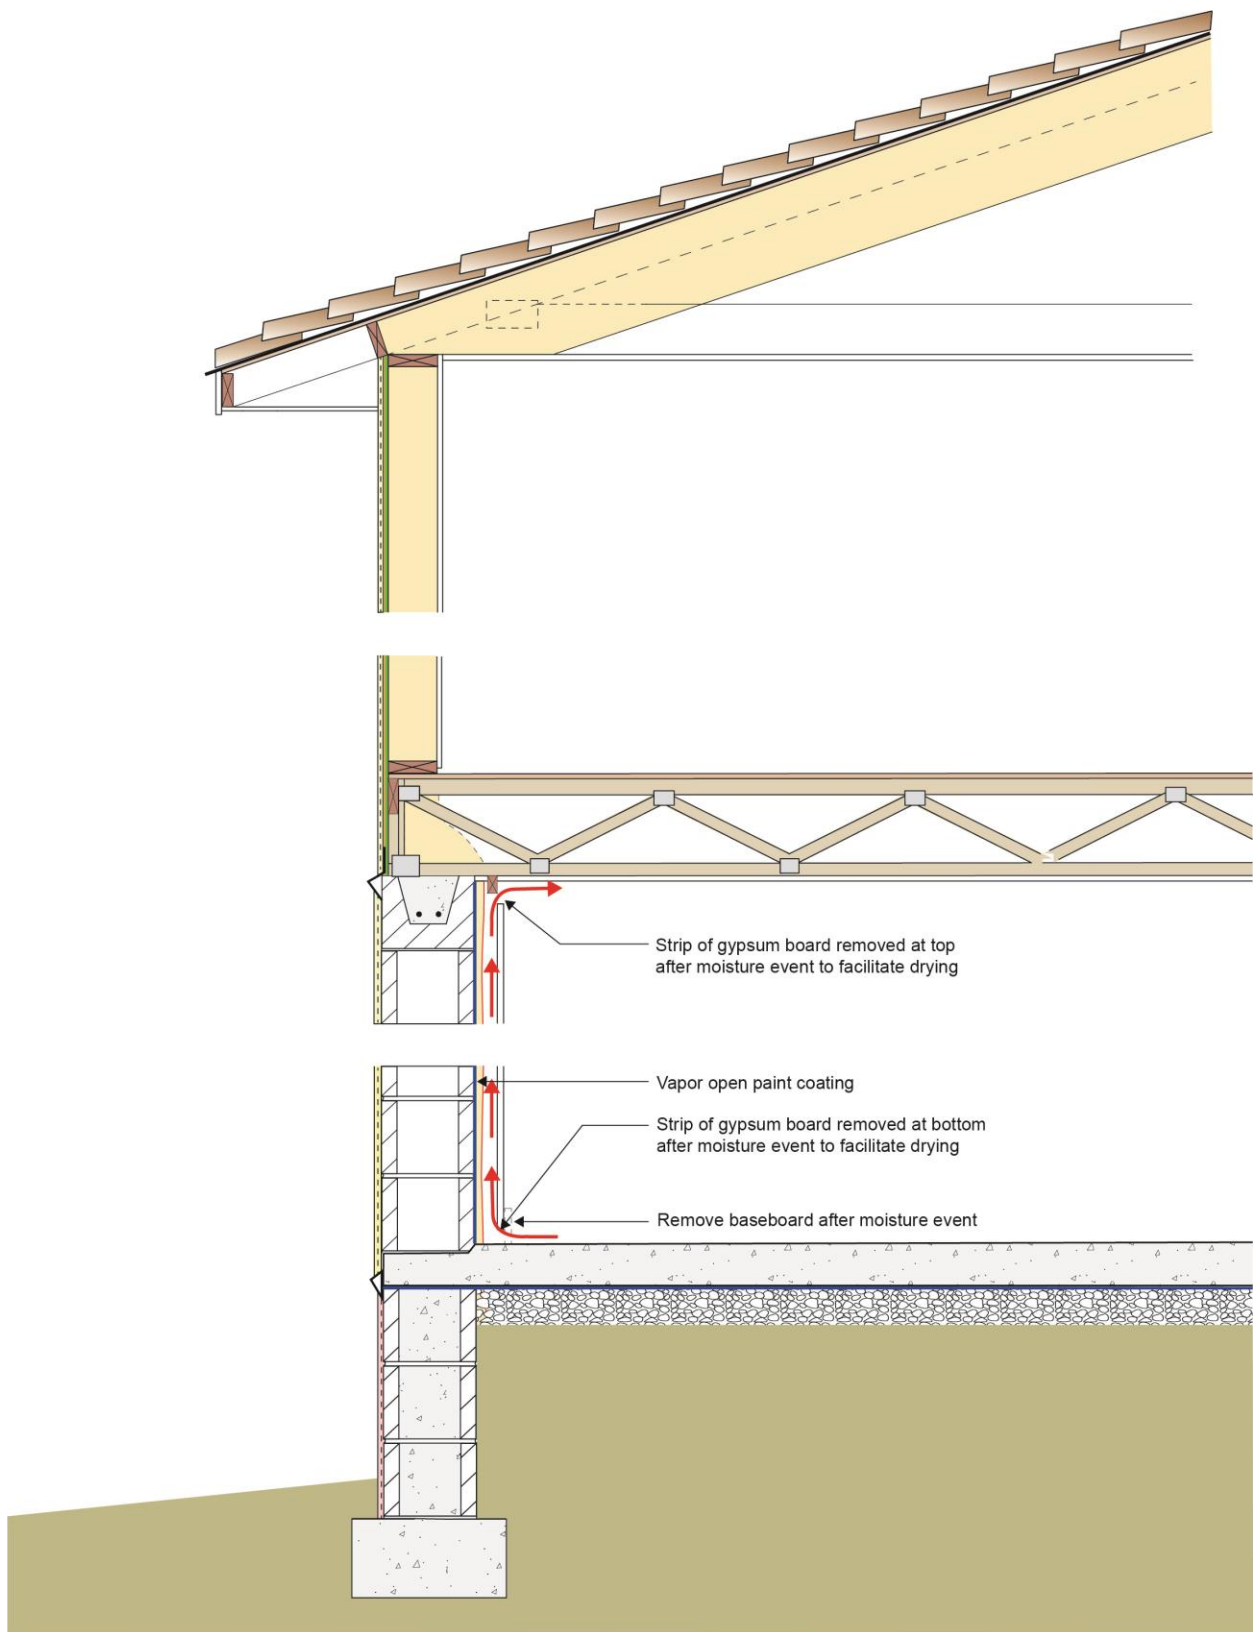 Strip of gypsum board removed at top
after moisture event to facilitate drying
Vapor open paint coating
Strip of gypsum board removed at bottom
after moisture event to facilitate drying
Remove baseboard after moisture event